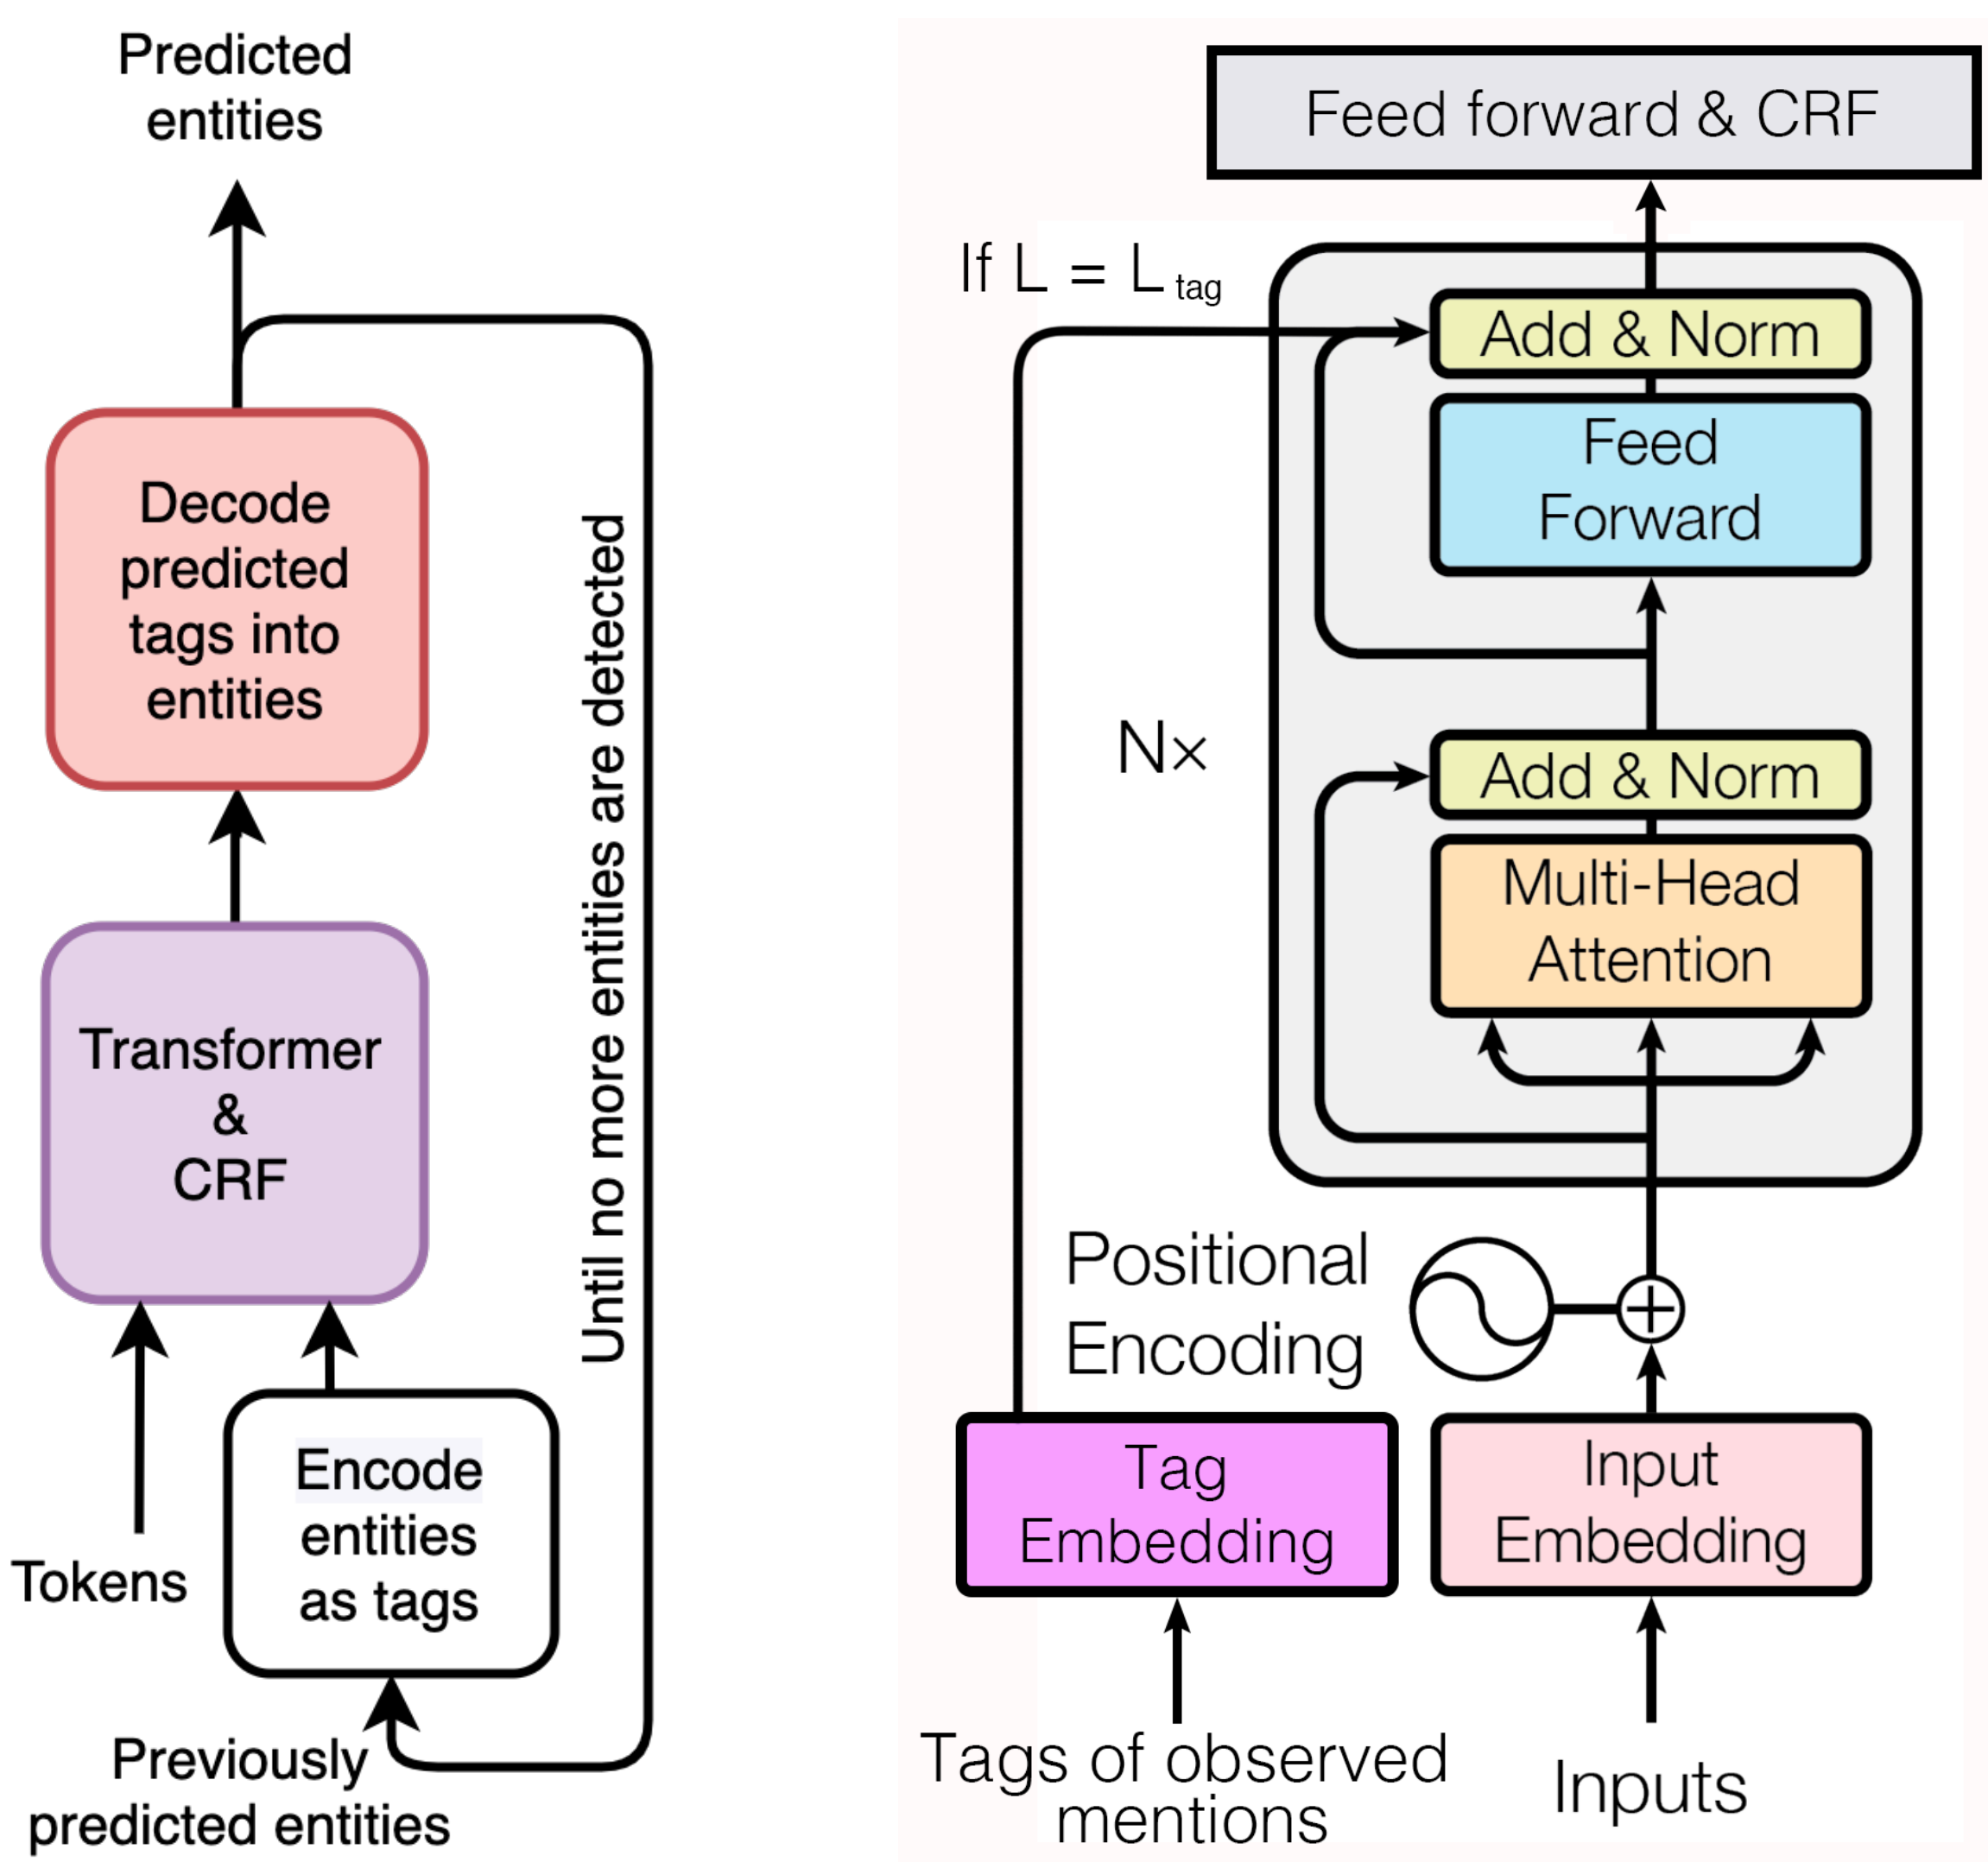 Predicted
entities
Decode
predicted
tags into
entities
Until no more entities are detected
Transformer
&
CRF
Encode
entities
as tags
Tokens
Previously
predicted entities
Feed forward & CRF
If L = L tag
Add & Norm
Feed
Forward
N×
Add & Norm
Multi-Head
Attention
Positional
Encoding
Tag
Embedding
Input
Embedding
Tags of observed
mentions
Inputs